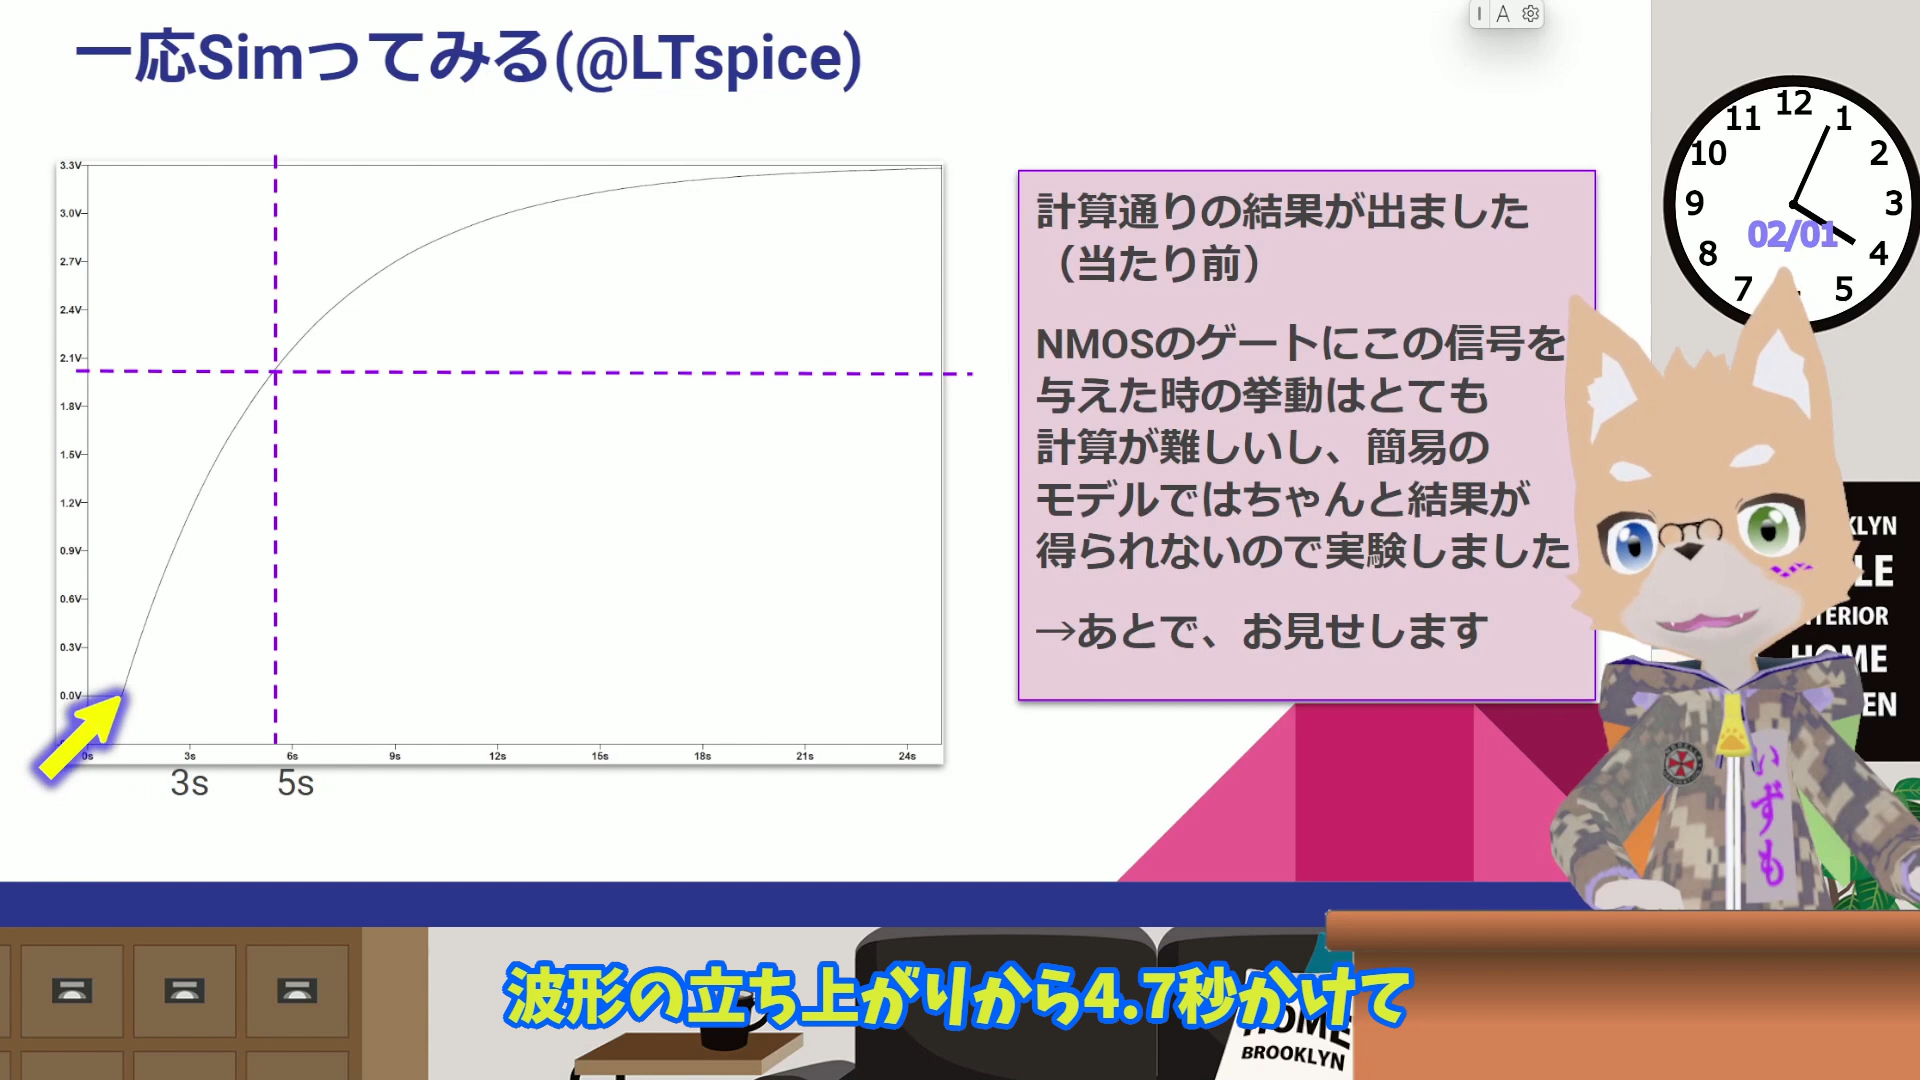 一応Simってみる(@LTspice)
A
3.3V
3.0V
2.7V
2.4V
2.1V
1.8V
1.5V
1.2V
0.9V
0.6V
0.3V
0.0V
0s 3s 6s 9s 12s 15s 18s 21s 24s
3s 5s
計算通りの結果が出ました
（当たり前）
NMOSのゲートにこの信号を
与えた時の挙動はとても
計算が難しいし、簡易の
モデルではちゃんと結果が
得られないので実験しました
→あとで、お見せします
12
11 1
10 2
9 3
02/01
8 4
7 5
KLYN
LE
TERIOR
HOME
EN
いずも
波形の立ち上がりから4.7秒かけて
HOME
BROOKLYN